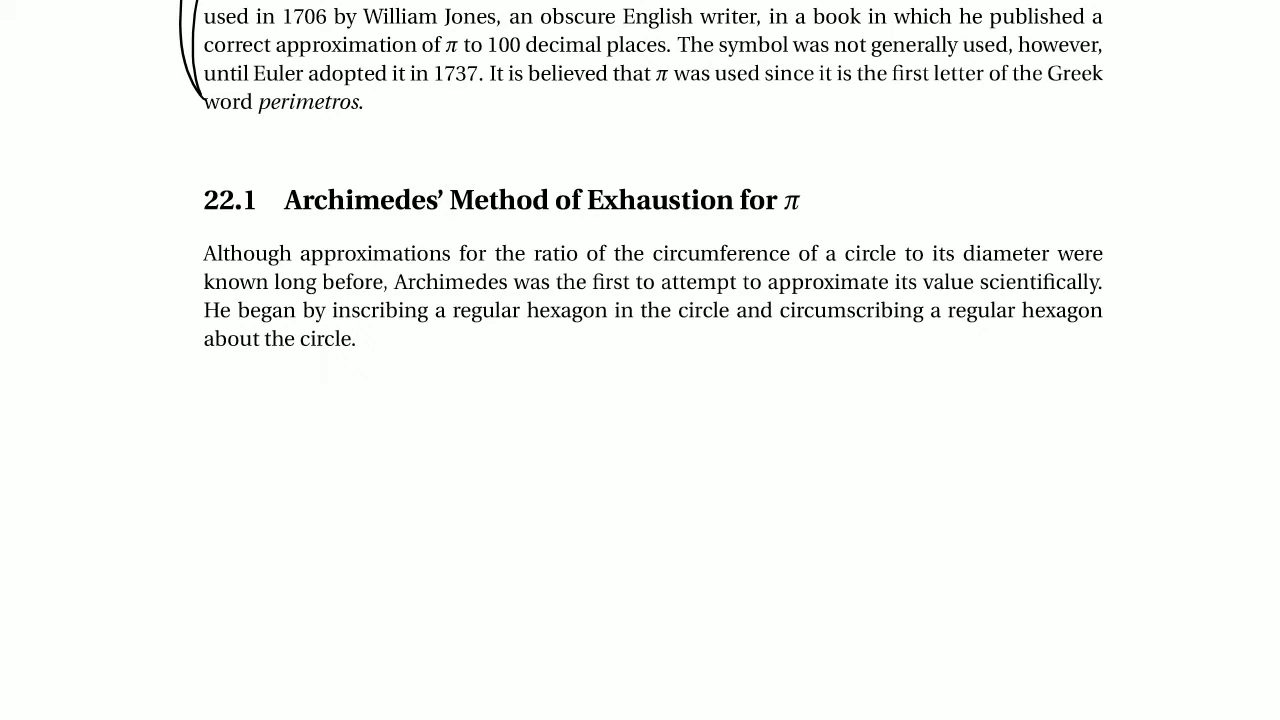 used in 1706 by William Jones, an obscure English writer, in a book in which he published a
correct approximation of π to 100 decimal places. The symbol was not generally used, however,
until Euler adopted it in 1737. It is believed that π was used since it is the first letter of the Greek
word perimetros.
22.1 Archimedes’ Method of Exhaustion for π
Although approximations for the ratio of the circumference of a circle to its diameter were
known long before, Archimedes was the first to attempt to approximate its value scientifically.
He began by inscribing a regular hexagon in the circle and circumscribing a regular hexagon
about the circle.